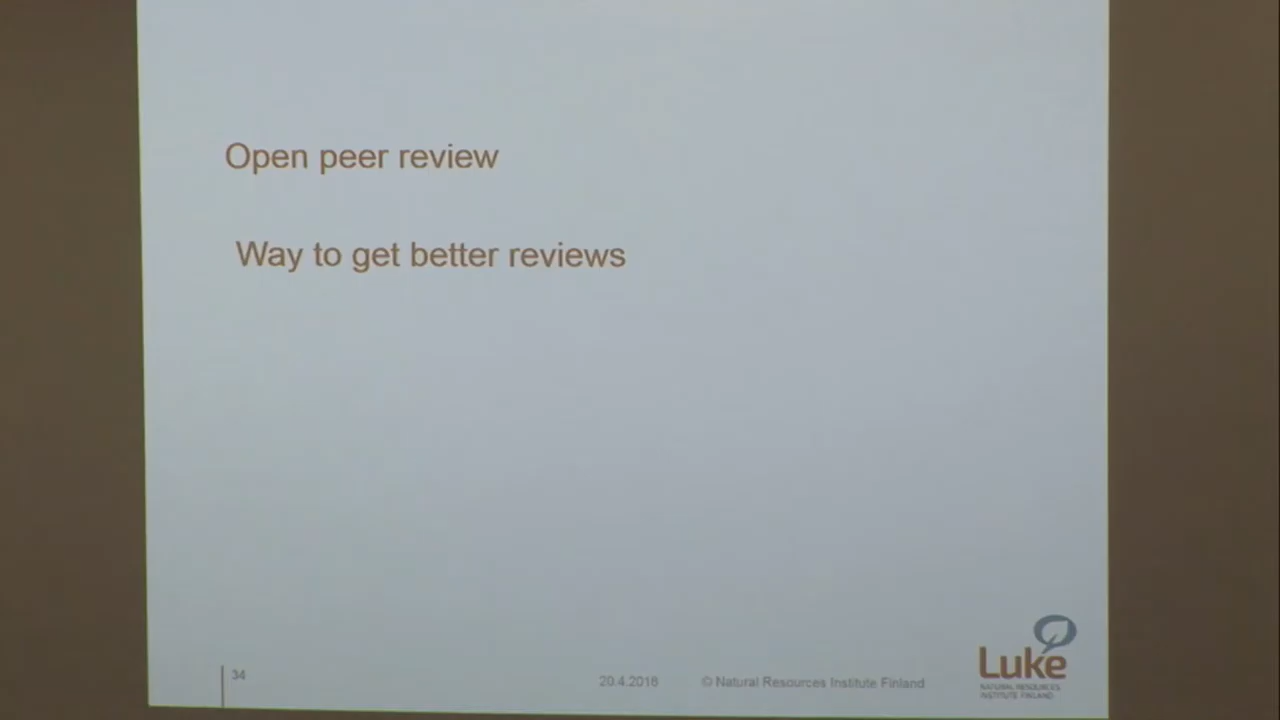 Open peer review
Way to get better reviews
34
20.4.2016
© Natural Resources Institute Finland
Luke
NATURAL RESOURCES
INSTITUTE FINLAND